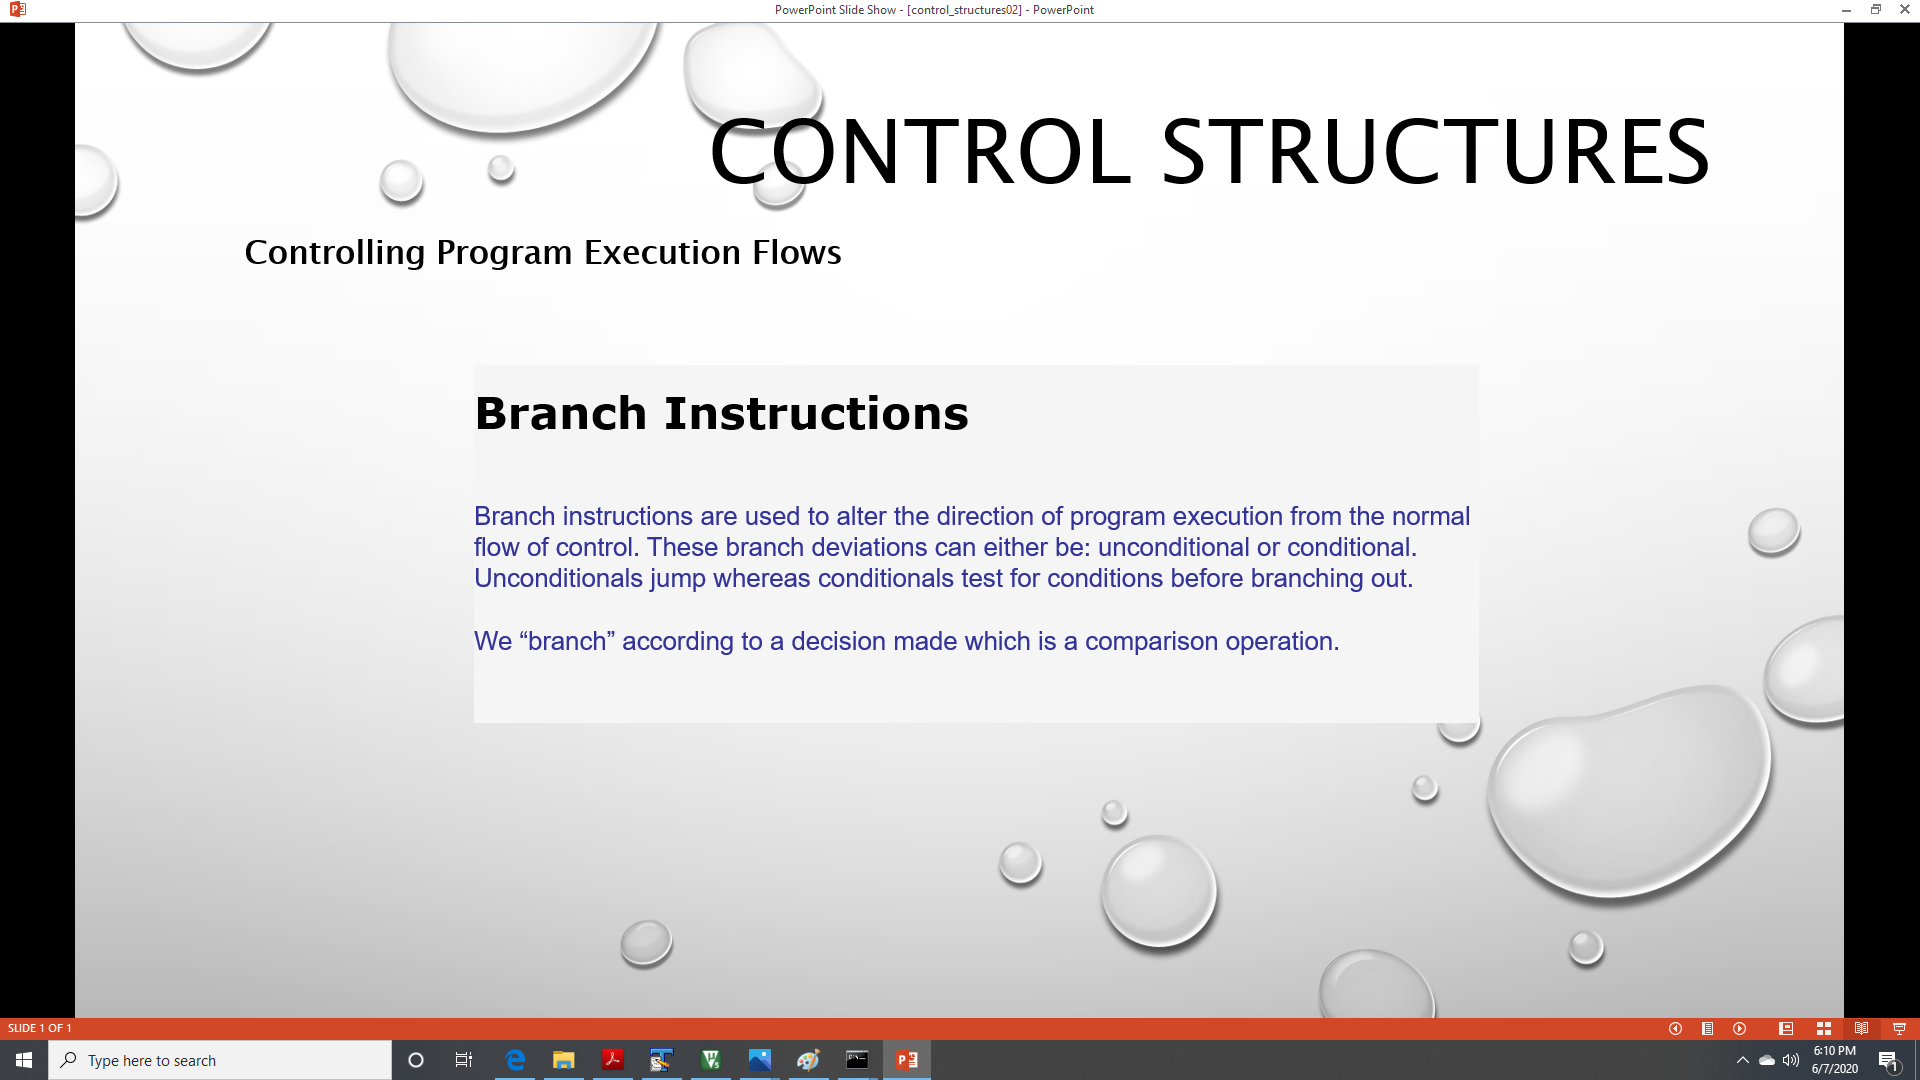 PowerPoint Slide Show - [control_structures02] - PowerPoint
CONTROL STRUCTURES
Controlling Program Execution Flows
Branch Instructions
Branch instructions are used to alter the direction of program execution from the normal
flow of control. These branch deviations can either be: unconditional or conditional.
Unconditionals jump whereas conditionals test for conditions before branching out.
We “branch” according to a decision made which is a comparison operation.
SLIDE 1 OF 1
Type here to search
6:10 PM
6/7/2020
1